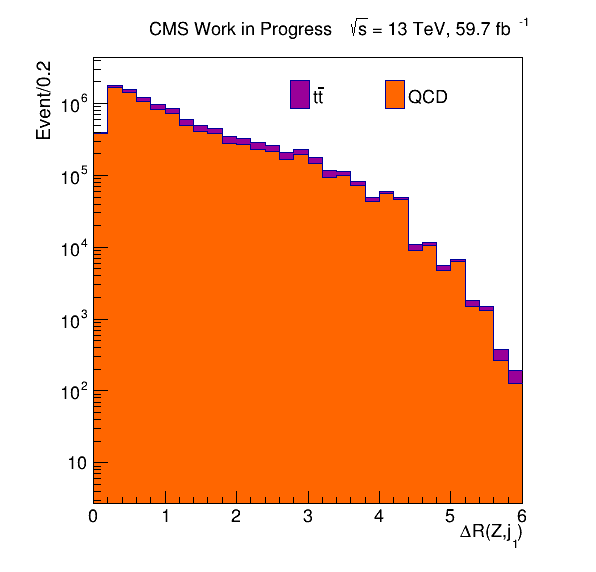 CMS Work in Progress √s = 13 TeV, 59.7 fb⁻¹
Event/0.2
tt̄
QCD
10⁶
10⁵
10⁴
10³
10²
10
0 1 2 3 4 5 6
ΔR(Z,j₁)